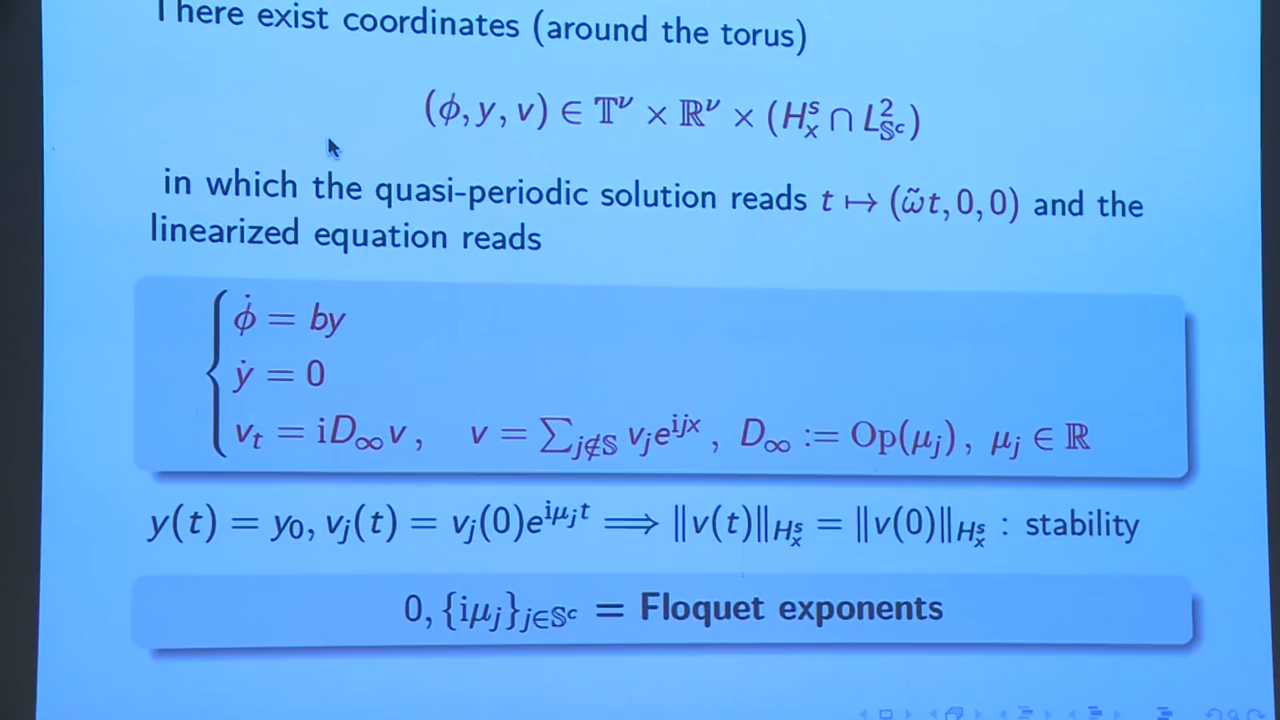 There exist coordinates (around the torus)
(ϕ, y, v) ∈ 𝕋^ν × ℝ^ν × (H^s_x ∩ L²_{𝕊^c})
in which the quasi-periodic solution reads t ↦ (ω̃t, 0, 0) and the
linearized equation reads
ϕ̇ = by
ẏ = 0
v_t = iD_∞v , v = ∑_{j∉𝕊} v_j e^{ijx} , D_∞ := Op(μ_j) , μ_j ∈ ℝ
y(t) = y_0, v_j(t) = v_j(0)e^{iμ_j t} ⟹ ‖v(t)‖_{H^s_x} = ‖v(0)‖_{H^s_x} : stability
0, {iμ_j}_{j∈𝕊^c} = Floquet exponents